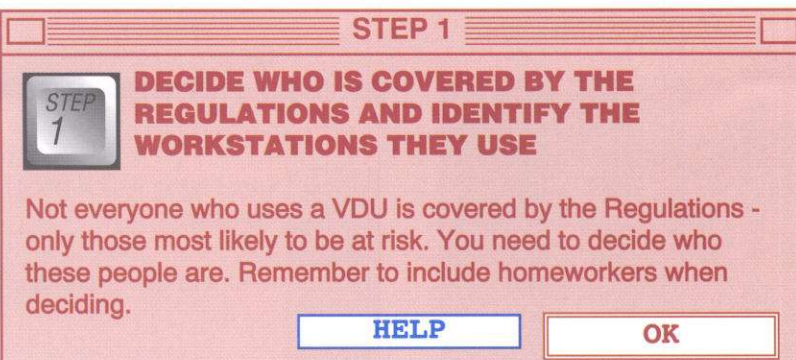 STEP 1
STEP
1
DECIDE WHO IS COVERED BY THE
REGULATIONS AND IDENTIFY THE
WORKSTATIONS THEY USE
Not everyone who uses a VDU is covered by the Regulations -
only those most likely to be at risk. You need to decide who
these people are. Remember to include homeworkers when
deciding.
HELP
OK